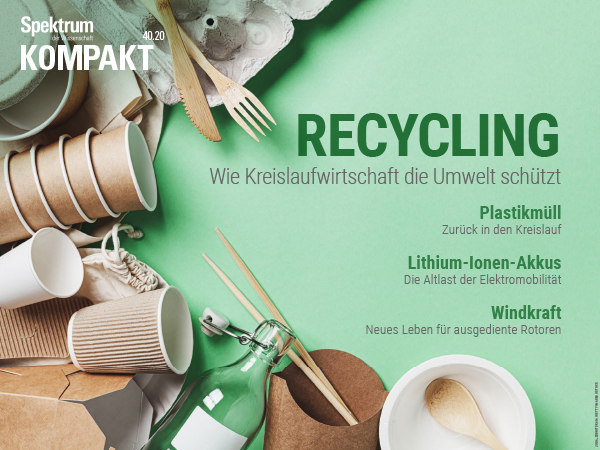 Spektrum
der Wissenschaft
KOMPAKT
40.20
RECYCLING
Wie Kreislaufwirtschaft die Umwelt schützt
Plastikmüll
Zurück in den Kreislauf
Lithium-Ionen-Akkus
Die Altlast der Elektromobilität
Windkraft
Neues Leben für ausgediente Rotoren